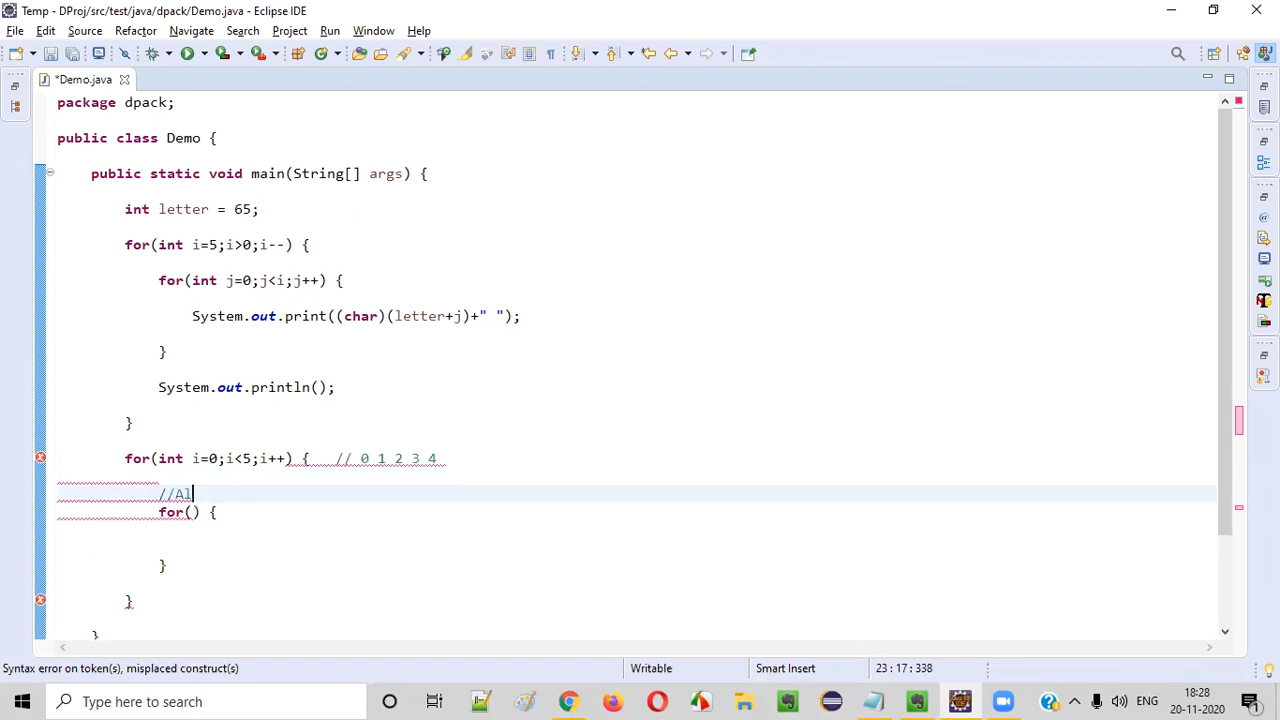 Temp - DProj/src/test/java/dpack/Demo.java - Eclipse IDE
File Edit Source Refactor Navigate Search Project Run Window Help
*Demo.java
package dpack;
public class Demo {
public static void main(String[] args) {
int letter = 65;
for(int i=5;i>0;i--) {
for(int j=0;j<i;j++) {
System.out.print((char)(letter+j)+" ");
}
System.out.println();
}
for(int i=0;i<5;i++) {   // 0 1 2 3 4
//Al
for() {
}
}
}
Syntax error on token(s), misplaced construct(s)
Writable
Smart Insert
23 : 17 : 338
Type here to search
ENG
18:28
20-11-2020